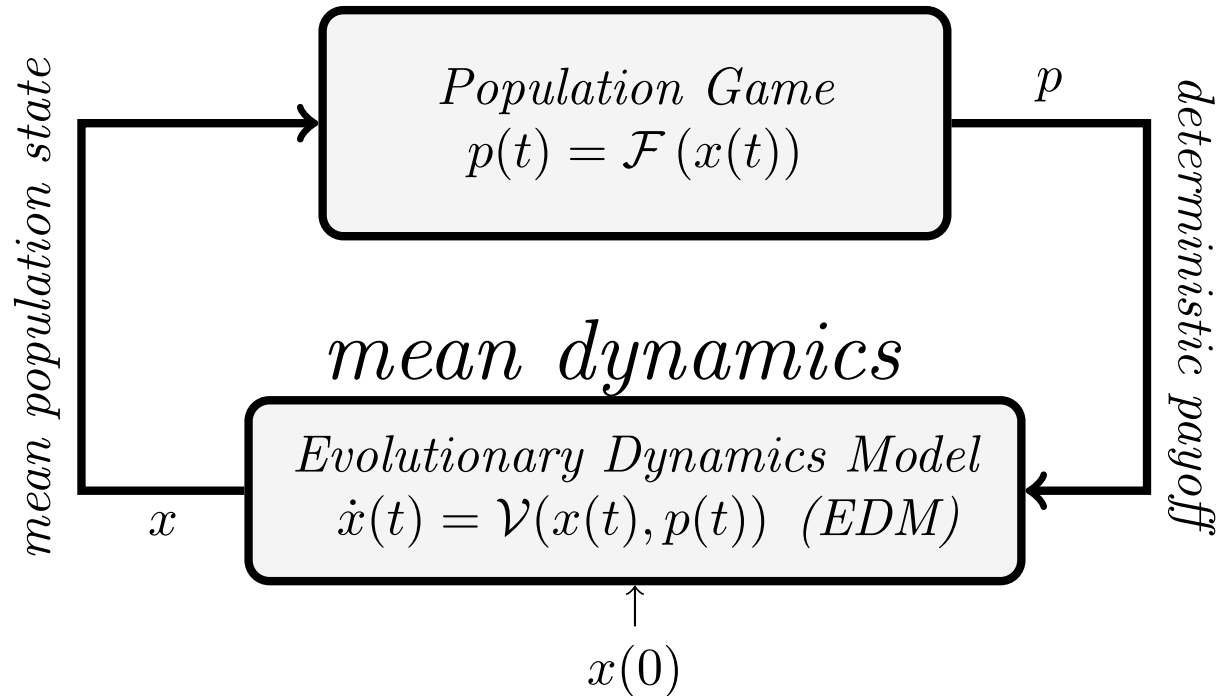 mean population state
Population Game
p(t) = ℱ(x(t))
p
deterministic payoff
mean dynamics
Evolutionary Dynamics Model
ẋ(t) = 𝒱(x(t), p(t)) (EDM)
x
x(0)